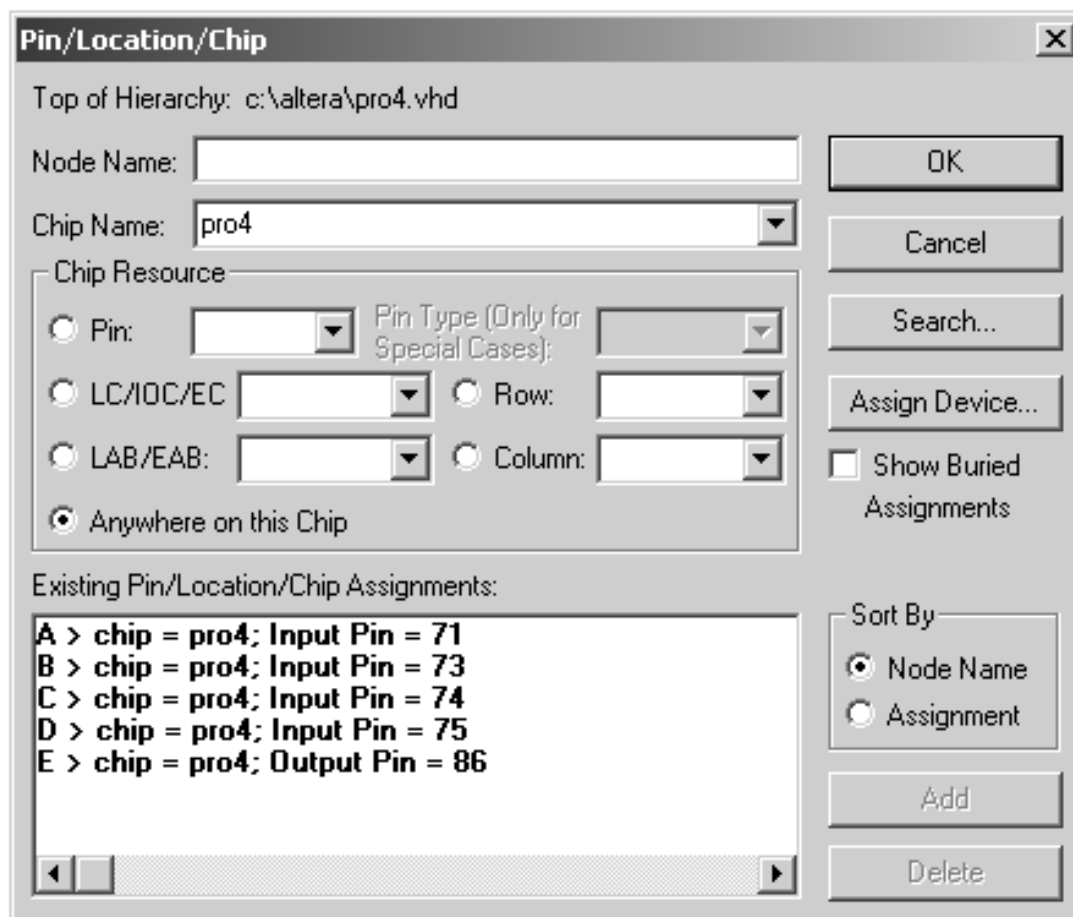 Pin/Location/Chip
Top of Hierarchy: c:\altera\pro4.vhd
Node Name:
OK
Chip Name: pro4
Cancel
Chip Resource
Pin:
Pin Type (Only for
Special Cases):
Search...
LC/IOC/EC
Row:
Assign Device...
LAB/EAB:
Column:
Show Buried
Assignments
Anywhere on this Chip
Existing Pin/Location/Chip Assignments:
A > chip = pro4; Input Pin = 71
B > chip = pro4; Input Pin = 73
C > chip = pro4; Input Pin = 74
D > chip = pro4; Input Pin = 75
E > chip = pro4; Output Pin = 86
Sort By
Node Name
Assignment
Add
Delete